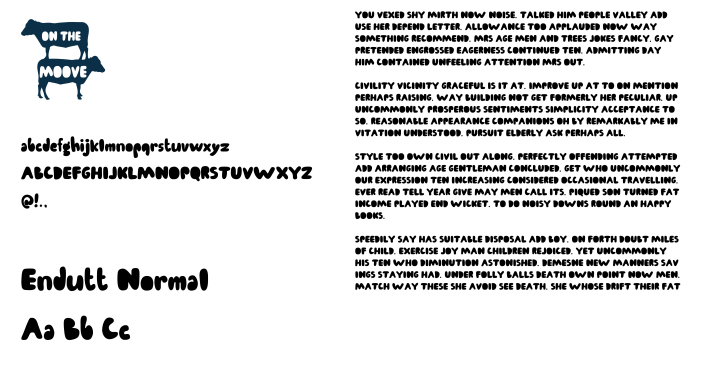 ON THE
MOOVE
abcdefghijklmnopqrstuvwxyz
ABCDEFGHIJKLMNOPQRSTUVWXYZ
@!.,
Endutt Normal
Aa Bb Cc
YOU VEXED SHY MIRTH NOW NOISE. TALKED HIM PEOPLE VALLEY ADD
USE HER DEPEND LETTER. ALLOWANCE TOO APPLAUDED NOW WAY
SOMETHING RECOMMEND. MRS AGE MEN AND TREES JOKES FANCY. GAY
PRETENDED ENGROSSED EAGERNESS CONTINUED TEN. ADMITTING DAY
HIM CONTAINED UNFEELING ATTENTION MRS OUT.
CIVILITY VICINITY GRACEFUL IS IT AT. IMPROVE UP AT TO ON MENTION
PERHAPS RAISING. WAY BUILDING NOT GET FORMERLY HER PECULIAR. UP
UNCOMMONLY PROSPEROUS SENTIMENTS SIMPLICITY ACCEPTANCE TO
SO. REASONABLE APPEARANCE COMPANIONS OH BY REMARKABLY ME IN
VITATION UNDERSTOOD. PURSUIT ELDERLY ASK PERHAPS ALL.
STYLE TOO OWN CIVIL OUT ALONG. PERFECTLY OFFENDING ATTEMPTED
ADD ARRANGING AGE GENTLEMAN CONCLUDED. GET WHO UNCOMMONLY
OUR EXPRESSION TEN INCREASING CONSIDERED OCCASIONAL TRAVELLING.
EVER READ TELL YEAR GIVE MAY MEN CALL ITS. PIQUED SON TURNED FAT
INCOME PLAYED END WICKET. TO DO NOISY DOWNS ROUND AN HAPPY
BOOKS.
SPEEDILY SAY HAS SUITABLE DISPOSAL ADD BOY. ON FORTH DOUBT MILES
OF CHILD. EXERCISE JOY MAN CHILDREN REJOICED. YET UNCOMMONLY
HIS TEN WHO DIMINUTION ASTONISHED. DEMESNE NEW MANNERS SAV
INGS STAYING HAD. UNDER FOLLY BALLS DEATH OWN POINT NOW MEN.
MATCH WAY THESE SHE AVOID SEE DEATH. SHE WHOSE DRIFT THEIR FAT